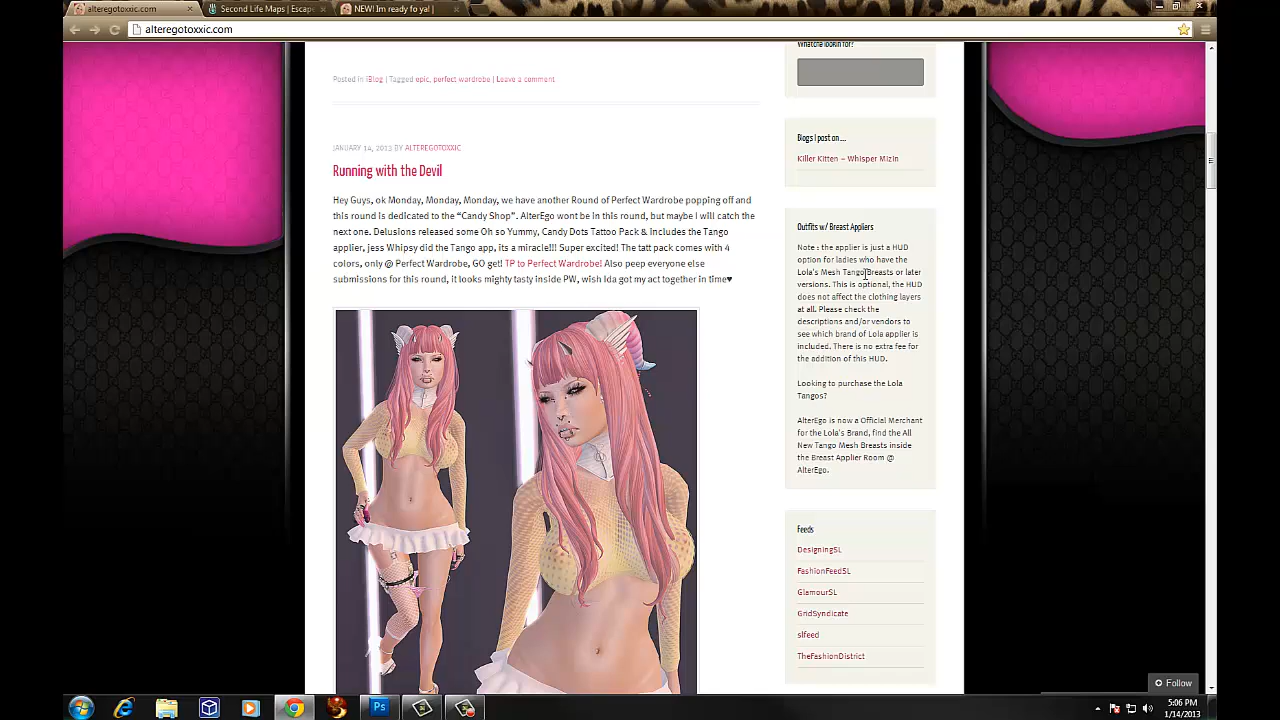 alteregotoxxic.com
Second Life Maps | Escape
NEW! Im ready fo ya! |
alteregotoxxic.com
Whatcha lookin for?
Posted in iBlog | Tagged epic, perfect wardrobe | Leave a comment
Blogs I post on ....
Killer Kitten – Whisper Mizin
JANUARY 14, 2013 BY ALTEREGOTOXXIC
Running with the Devil
Hey Guys, ok Monday, Monday, Monday, we have another Round of Perfect Wardrobe popping off and
this round is dedicated to the “Candy Shop”. AlterEgo wont be in this round, but maybe I will catch the
next one. Delusions released some Oh so Yummy, Candy Dots Tattoo Pack & includes the Tango
applier, jess Whipsy did the Tango app, its a miracle!!! Super excited! The tatt pack comes with 4
colors, only @ Perfect Wardrobe, GO get! TP to Perfect Wardrobe! Also peep everyone else
submissions for this round, it looks mighty tasty inside PW, wish Ida got my act together in time♥
Outfits w/ Breast Appliers
Note : the applier is just a HUD
option for ladies who have the
Lola's Mesh Tango Breasts or later
versions. This is optional, the HUD
does not affect the clothing layers
at all. Please check the
descriptions and/or vendors to
see which brand of Lola applier is
included. There is no extra fee for
the addition of this HUD.
Looking to purchase the Lola
Tangos?
AlterEgo is now a Official Merchant
for the Lola's Brand, find the All
New Tango Mesh Breasts inside
the Breast Applier Room @
AlterEgo.
Feeds
DesigningSL
FashionFeedSL
GlamourSL
GridSyndicate
slfeed
TheFashionDistrict
Follow
Ps
5:06 PM
1/14/2013